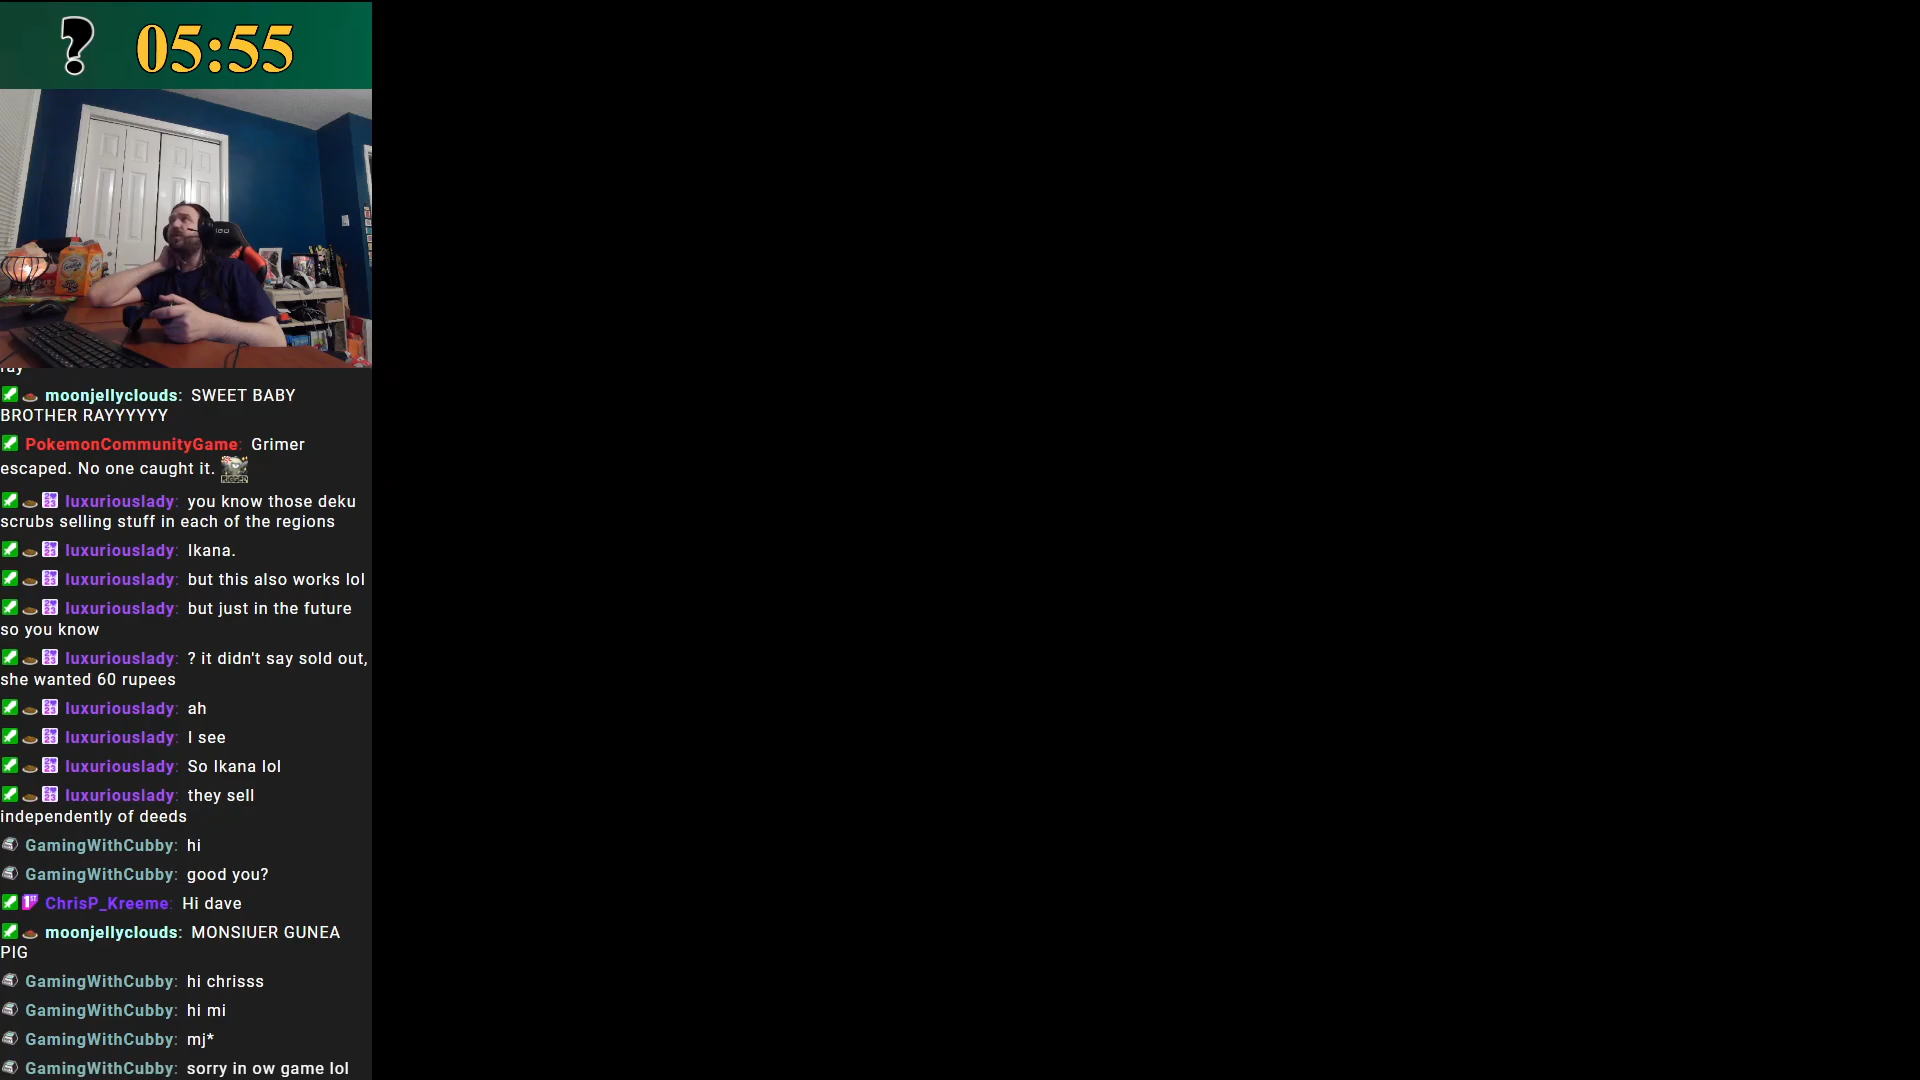 ?
05:55
ray
moonjellyclouds: SWEET BABY
BROTHER RAYYYYYY
PokemonCommunityGame: Grimer
escaped. No one caught it.
luxuriouslady: you know those deku
scrubs selling stuff in each of the regions
luxuriouslady: Ikana.
luxuriouslady: but this also works lol
luxuriouslady: but just in the future
so you know
luxuriouslady: ? it didn't say sold out,
she wanted 60 rupees
luxuriouslady: ah
luxuriouslady: I see
luxuriouslady: So Ikana lol
luxuriouslady: they sell
independently of deeds
GamingWithCubby: hi
GamingWithCubby: good you?
ChrisP_Kreeme: Hi dave
moonjellyclouds: MONSIUER GUNEA
PIG
GamingWithCubby: hi chrisss
GamingWithCubby: hi mi
GamingWithCubby: mj*
GamingWithCubby: sorry in ow game lol